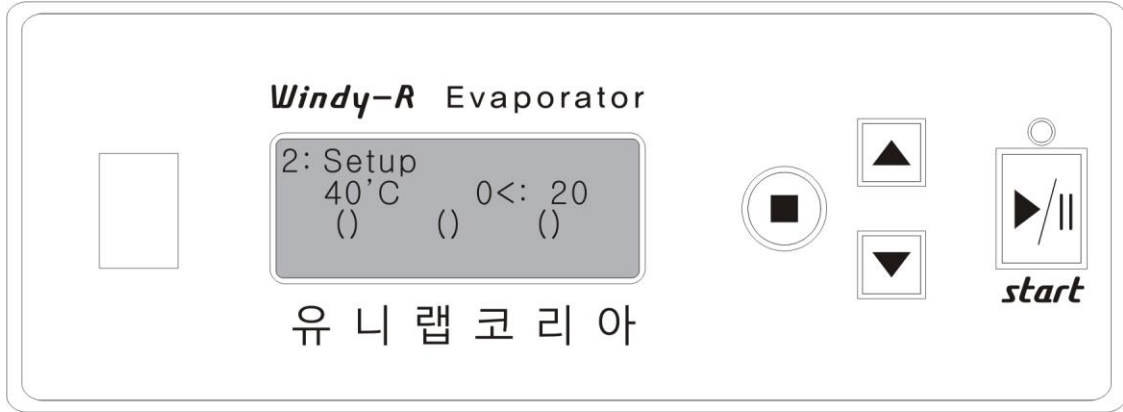 Windy-R Evaporator
2: Setup
40'C 0<: 20
() () ()
유니랩코리아
start